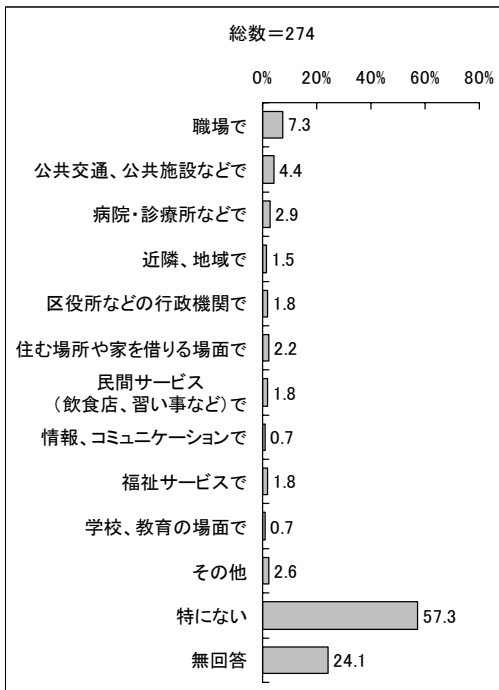 総数＝274
0% 20% 40% 60% 80%
職場で 7.3
公共交通、公共施設などで 4.4
病院・診療所などで 2.9
近隣、地域で 1.5
区役所などの行政機関で 1.8
住む場所や家を借りる場面で 2.2
民間サービス
（飲食店、習い事など）で 1.8
情報、コミュニケーションで 0.7
福祉サービスで 1.8
学校、教育の場面で 0.7
その他 2.6
特にない 57.3
無回答 24.1